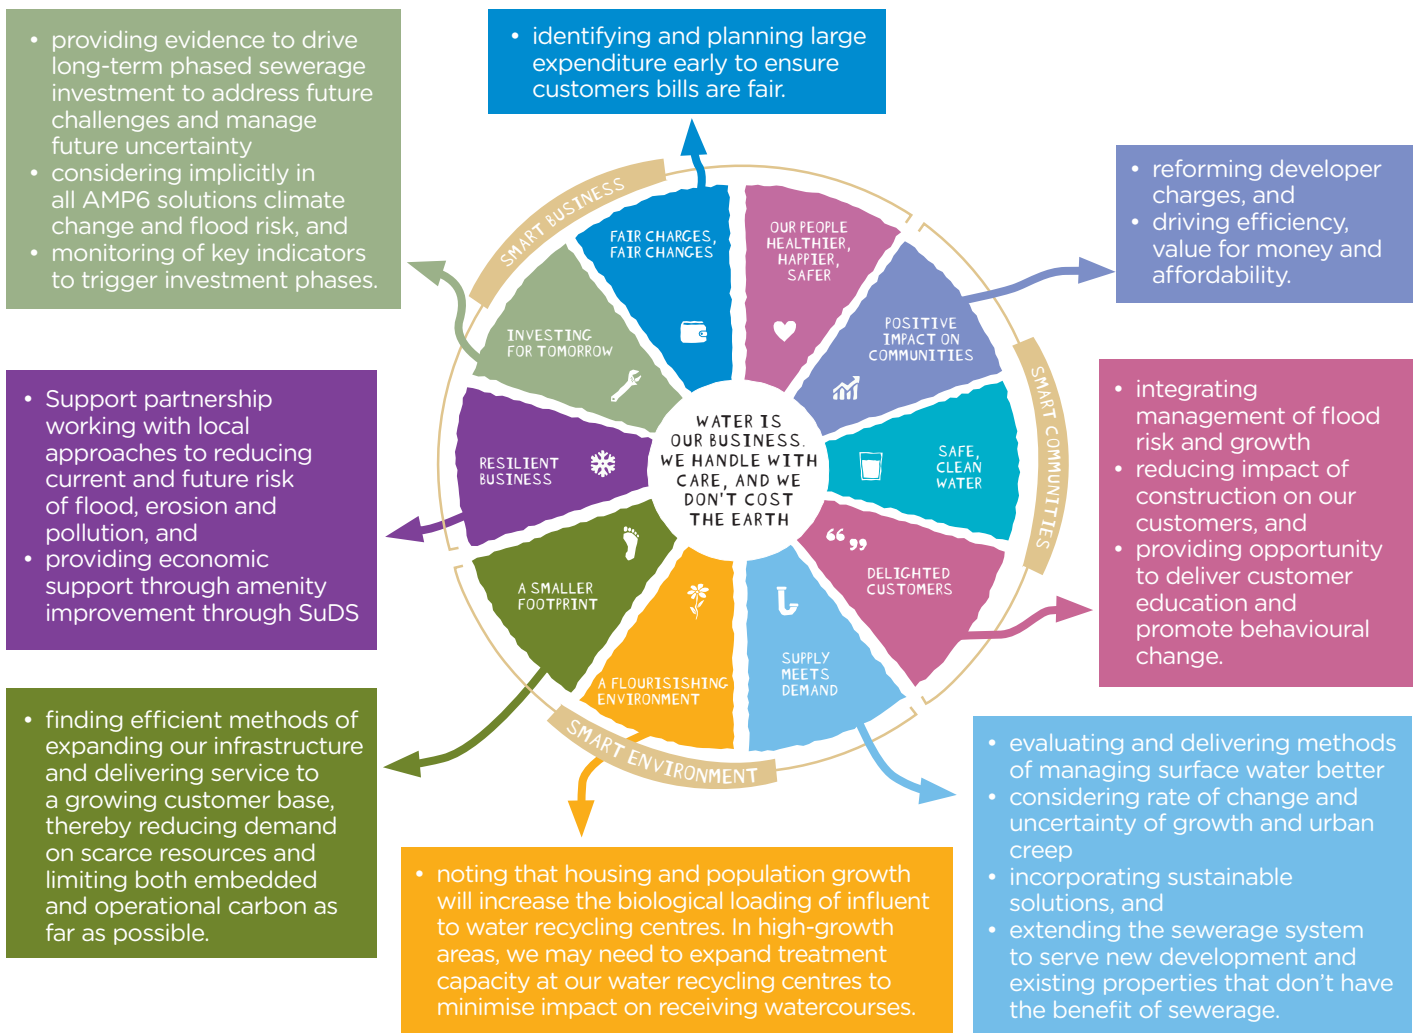 • providing evidence to drive
long-term phased sewerage
investment to address future
challenges and manage
future uncertainty
• considering implicitly in
all AMP6 solutions climate
change and flood risk, and
• monitoring of key indicators
to trigger investment phases.
• identifying and planning large
expenditure early to ensure
customers bills are fair.
• reforming developer
charges, and
• driving efficiency,
value for money and
affordability.
• Support partnership
working with local
approaches to reducing
current and future risk
of flood, erosion and
pollution, and
• providing economic
support through amenity
improvement through SuDS
• integrating
management of flood
risk and growth
• reducing impact of
construction on our
customers, and
• providing opportunity
to deliver customer
education and
promote behavioural
change.
• finding efficient methods of
expanding our infrastructure
and delivering service to
a growing customer base,
thereby reducing demand
on scarce resources and
limiting both embedded
and operational carbon as
far as possible.
• noting that housing and population growth
will increase the biological loading of influent
to water recycling centres. In high-growth
areas, we may need to expand treatment
capacity at our water recycling centres to
minimise impact on receiving watercourses.
• evaluating and delivering methods
of managing surface water better
• considering rate of change and
uncertainty of growth and urban
creep
• incorporating sustainable
solutions, and
• extending the sewerage system
to serve new development and
existing properties that don't have
the benefit of sewerage.
SMART BUSINESS
FAIR CHARGES,
FAIR CHANGES
OUR PEOPLE
HEALTHIER,
HAPPIER,
SAFER
POSITIVE
IMPACT ON
COMMUNITIES
SMART COMMUNITIES
SAFE,
CLEAN
WATER
DELIGHTED
CUSTOMERS
SUPPLY
MEETS
DEMAND
SMART ENVIRONMENT
A FLOURISISHING
ENVIRONMENT
A SMALLER
FOOTPRINT
RESILIENT
BUSINESS
INVESTING
FOR TOMORROW
WATER IS
OUR BUSINESS.
WE HANDLE WITH
CARE, AND WE
DON'T COST
THE EARTH